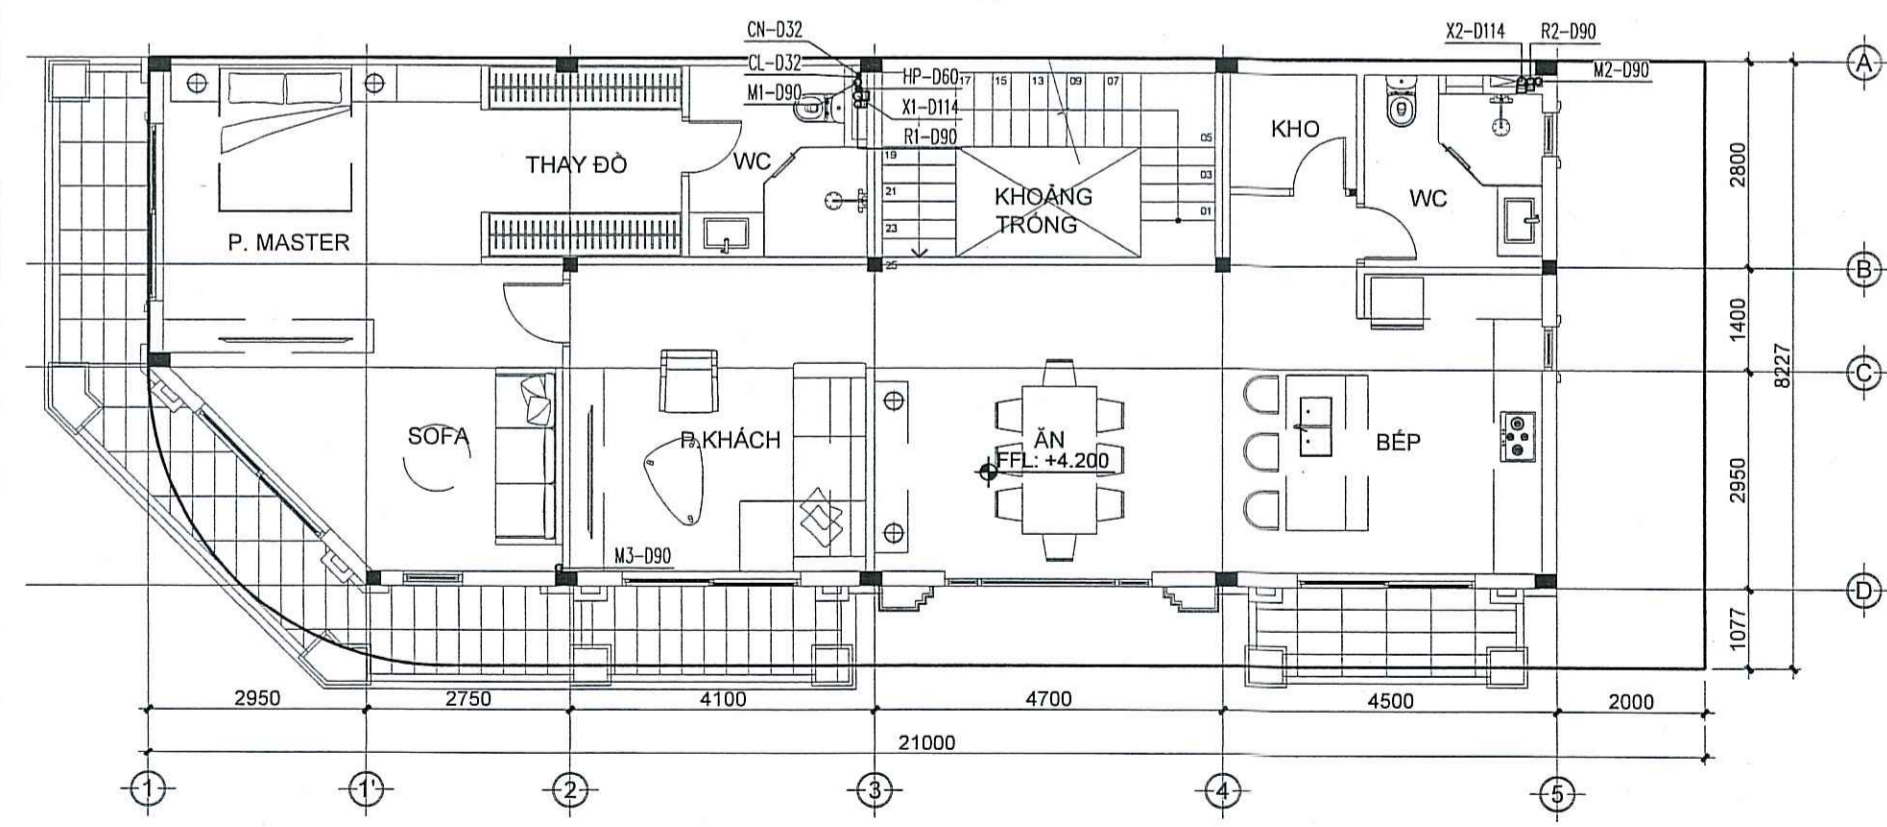 CN-D32
X2-D114
R2-D90
CL-D32
HP-D60
M2-D90
A
M1-D90
X1-D114
R1-D90
17
15
13
09
07
05
03
01
19
21
23
25
THAY ĐỒ
WC
KHO
KHOẢNG
TRỐNG
WC
P. MASTER
2800
B
1400
8227
C
SOFA
P.KHÁCH
ĂN
FFL: +4.200
BẾP
2950
M3-D90
D
1077
2950
2750
4100
4700
4500
2000
21000
1
1'
2
3
4
5